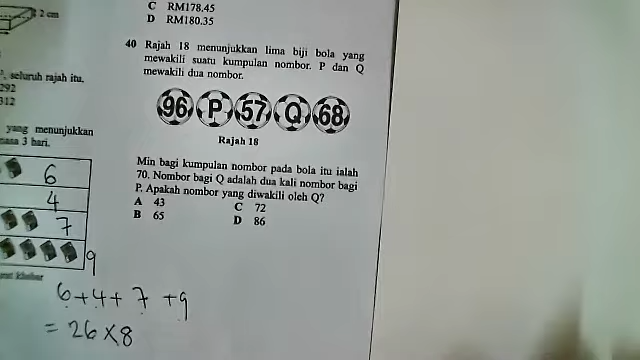 C RM178.45
D RM180.35
2 cm
40 Rajah 18 menunjukkan lima biji bola yang
mewakili suatu kumpulan nombor. P dan Q
mewakili dua nombor.
96 P 57 Q 68
Rajah 18
Min bagi kumpulan nombor pada bola itu ialah
70. Nombor bagi Q adalah dua kali nombor bagi
P. Apakah nombor yang diwakili oleh Q?
A 43
C 72
B 65
D 86
, seluruh rajah itu.
292
312
yang menunjukkan
masa 3 hari.
6
4
7
9
6+4+7+9
=26×8